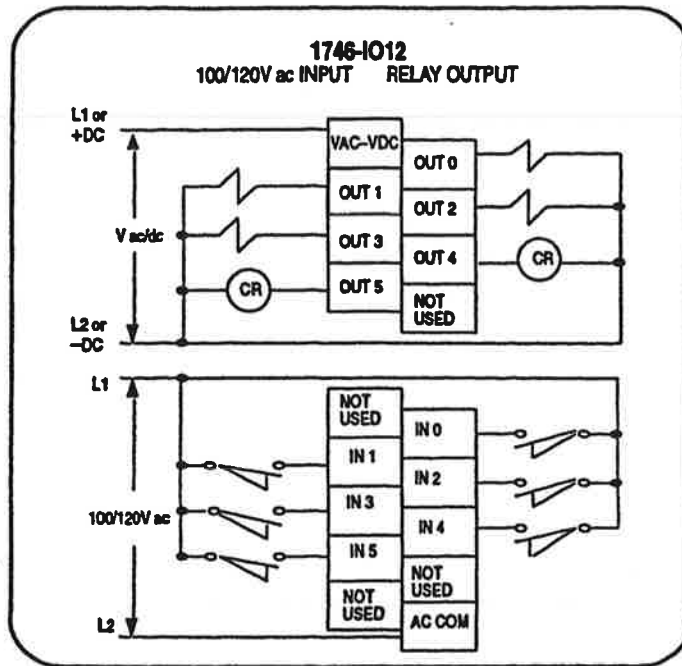 1746-IO12
100/120V ac INPUT RELAY OUTPUT
L1 or
+DC
VAC-VDC
OUT 0
OUT 1
OUT 2
V ac/dc
OUT 3
OUT 4
CR
CR
OUT 5
NOT
USED
L2 or
-DC
L1
NOT
USED
IN 0
IN 1
IN 2
100/120V ac
IN 3
IN 4
IN 5
NOT
USED
NOT
USED
L2
AC COM